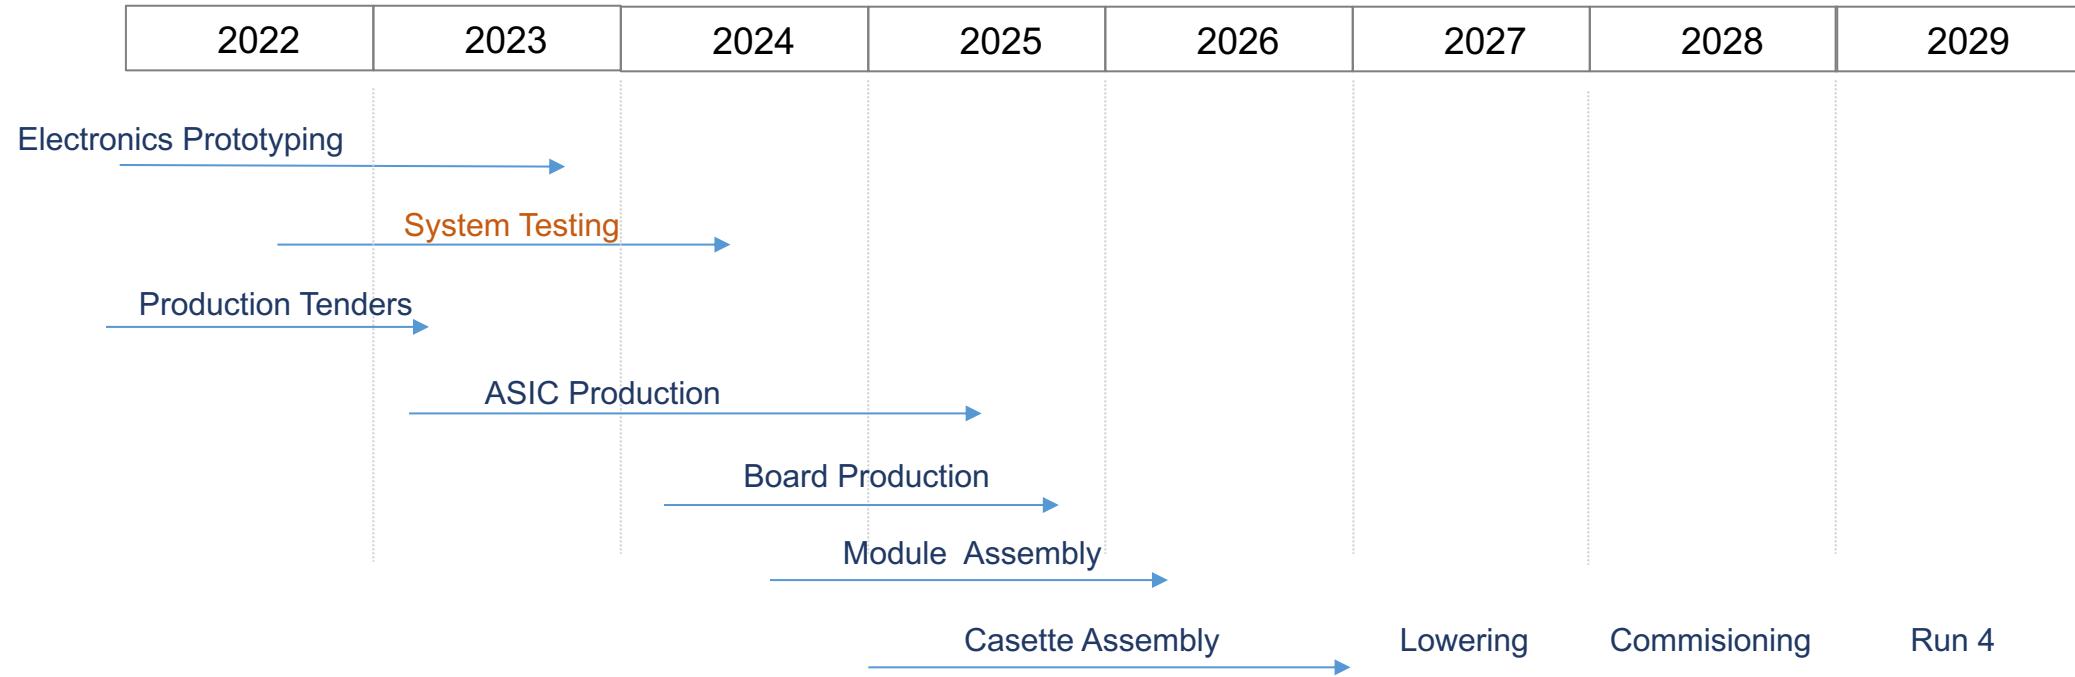 2022 2023 2024 2025 2026 2027 2028 2029
Electronics Prototyping
System Testing
Production Tenders
ASIC Production
Board Production
Module  Assembly
Casette Assembly Lowering Commisioning Run 4